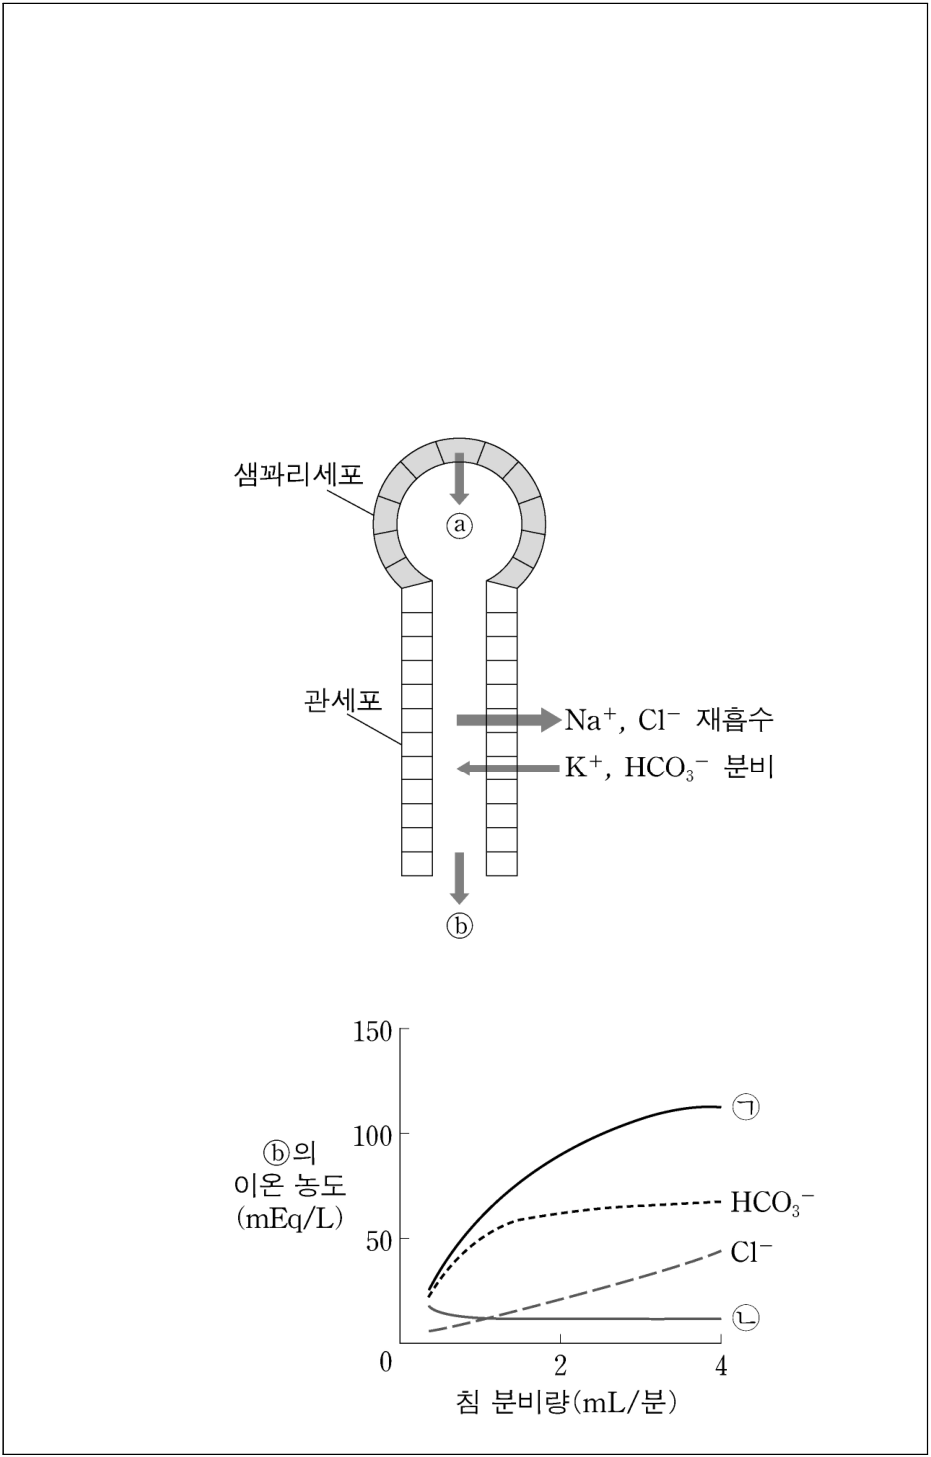 샘꽈리세포
ⓐ
관세포
Na⁺, Cl⁻ 재흡수
K⁺, HCO₃⁻ 분비
ⓑ
150
100
50
0
2
4
ⓑ의
이온 농도
(mEq/L)
㉠
HCO₃⁻
Cl⁻
㉡
침 분비량(mL/분)